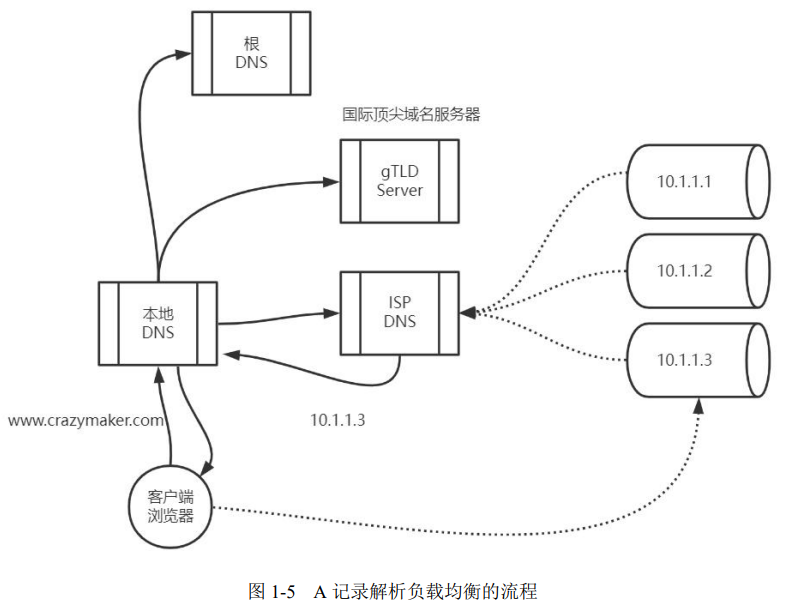 根
DNS
国际顶尖域名服务器
gTLD
Server
10.1.1.1
10.1.1.2
本地
DNS
ISP
DNS
10.1.1.3
www.crazymaker.com
10.1.1.3
客户端
浏览器
图 1-5 A 记录解析负载均衡的流程